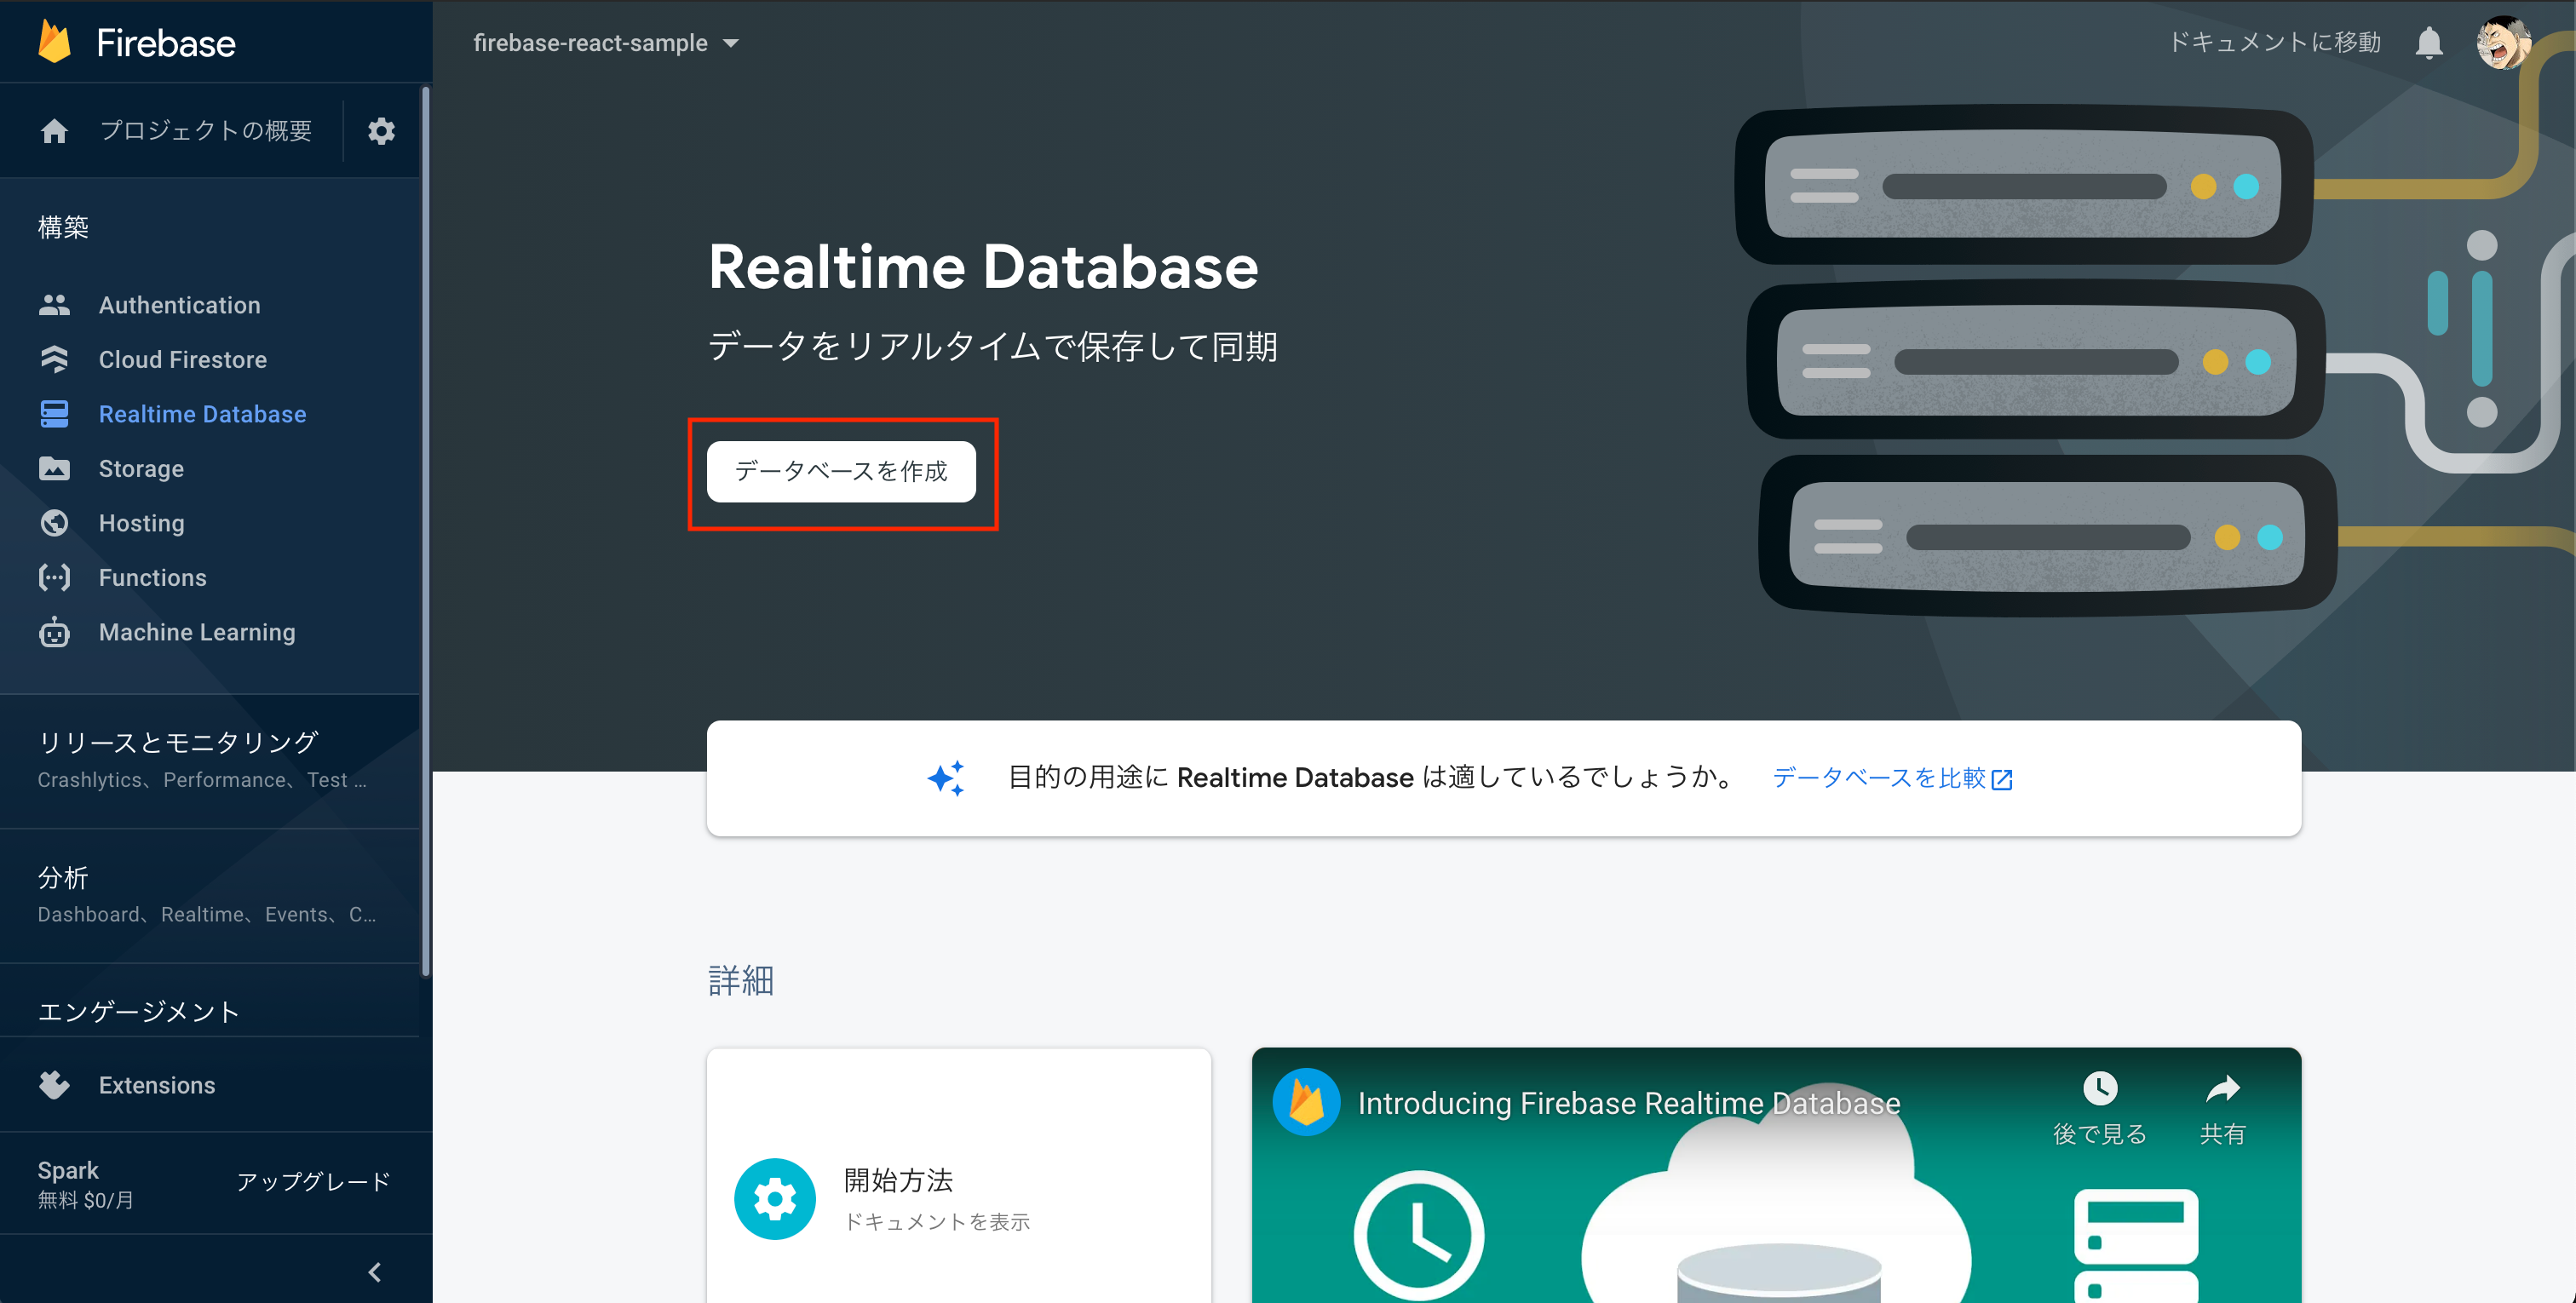 Firebase
プロジェクトの概要
構築
Authentication
Cloud Firestore
Realtime Database
Storage
Hosting
Functions
Machine Learning
リリースとモニタリング
Crashlytics、Performance、Test ...
分析
Dashboard、Realtime、Events、C...
エンゲージメント
Extensions
Spark
無料 $0/月
アップグレード
firebase-react-sample
ドキュメントに移動
Realtime Database
データをリアルタイムで保存して同期
データベースを作成
目的の用途に Realtime Database は適しているでしょうか。 データベースを比較
詳細
開始方法
ドキュメントを表示
Introducing Firebase Realtime Database
後で見る
共有